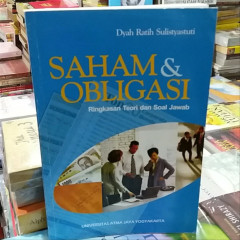 Dyah Ratih Sulistyastuti
SAHAM &
OBLIGASI
Ringkasan Teori dan Soal Jawab
UNIVERSITAS ATMA JAYA YOGYAKARTA